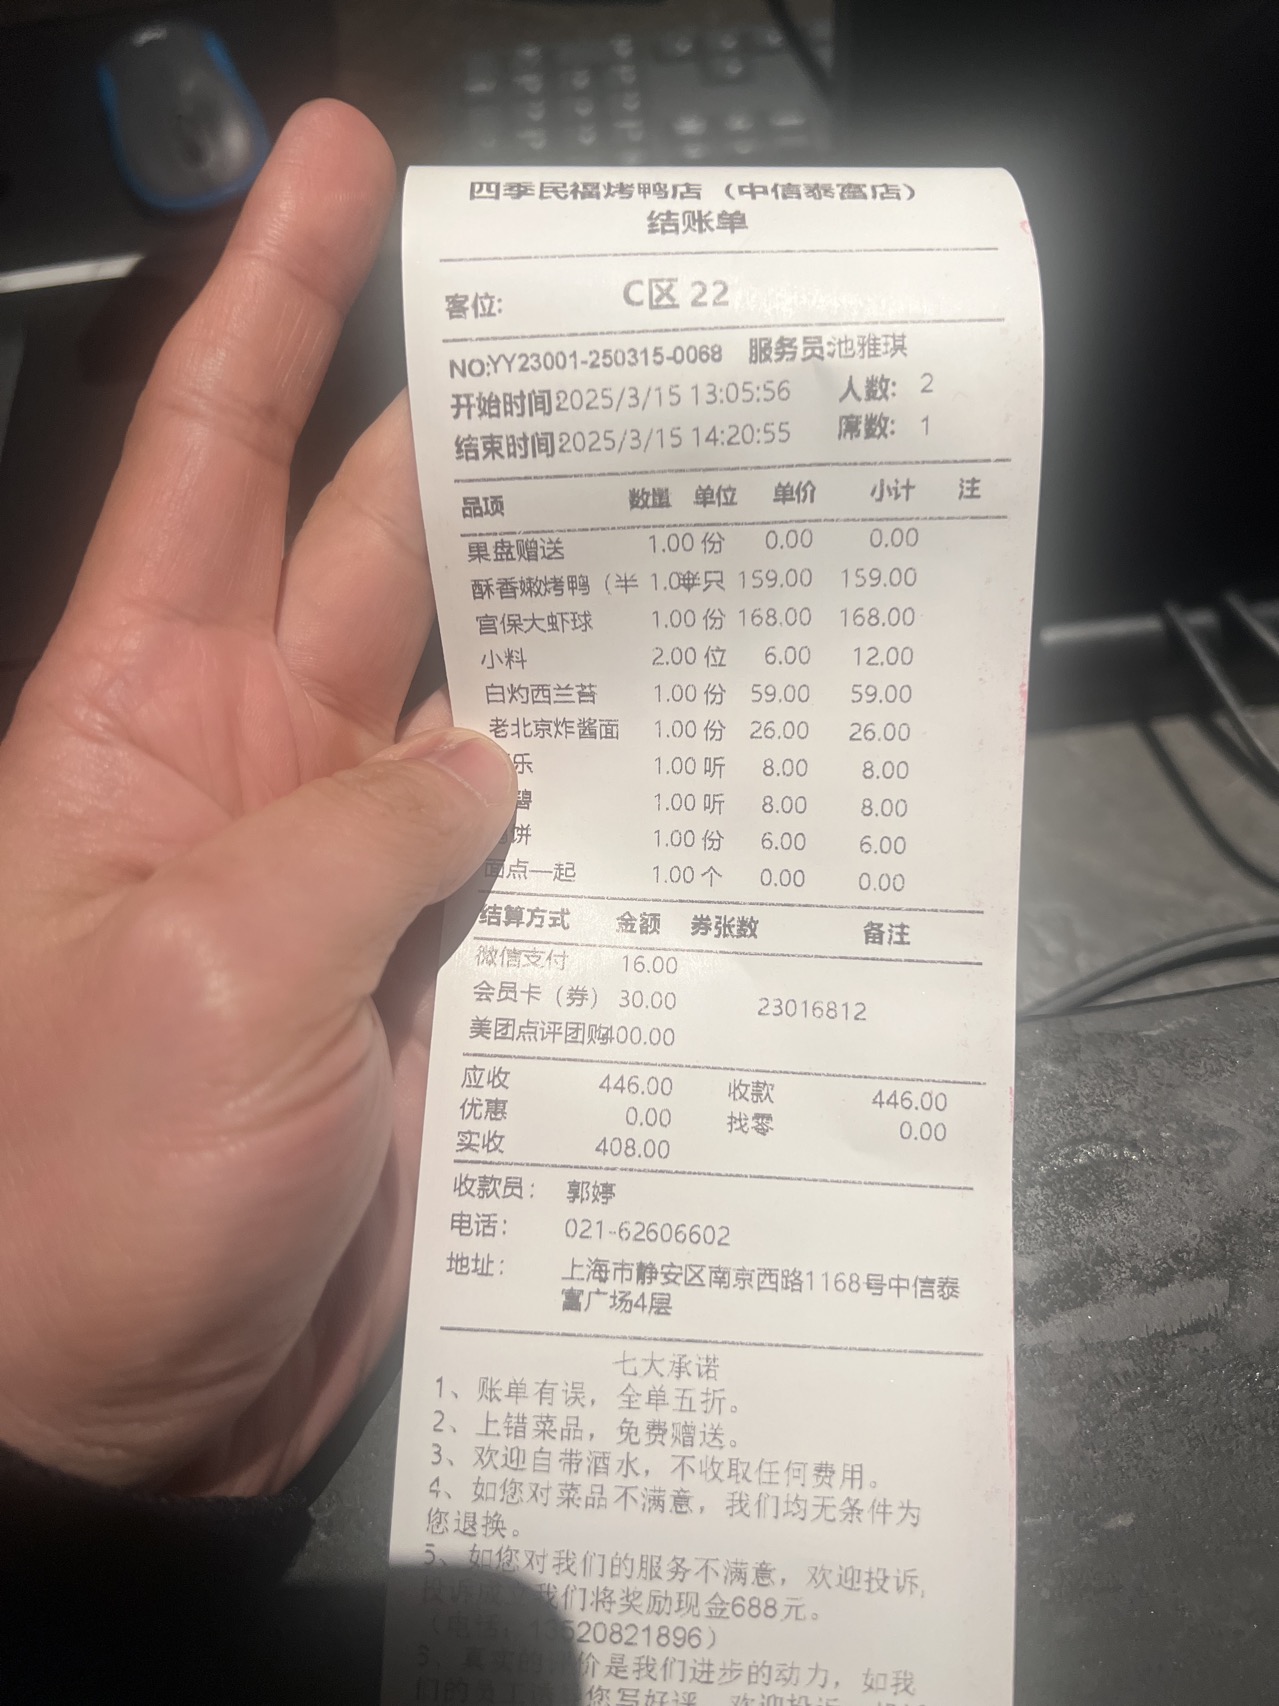 四季民福烤鸭店（中信泰富店）
结账单
客位: C区 22
NO:YY23001-250315-0068 服务员:池雅琪
开始时间2025/3/15 13:05:56 人数: 2
结束时间2025/3/15 14:20:55 席数: 1
品项 数量 单位 单价 小计 注
果盘赠送 1.00 份 0.00 0.00
酥香嫩烤鸭（半 1.00半只 159.00 159.00
宫保大虾球 1.00 份 168.00 168.00
小料 2.00 位 6.00 12.00
白灼西兰苔 1.00 份 59.00 59.00
老北京炸酱面 1.00 份 26.00 26.00
乐 1.00 听 8.00 8.00
碧 1.00 听 8.00 8.00
饼 1.00 份 6.00 6.00
面点一起 1.00 个 0.00 0.00
结算方式 金额 券张数 备注
微信支付 16.00
会员卡（券） 30.00 23016812
美团点评团购400.00
应收 446.00 收款 446.00
优惠 0.00 找零 0.00
实收 408.00
收款员： 郭婷
电话： 021-62606602
地址： 上海市静安区南京西路1168号中信泰
富广场4层
七大承诺
1、账单有误，全单五折。
2、上错菜品，免费赠送。
3、欢迎自带酒水，不收取任何费用。
4、如您对菜品不满意，我们均无条件为
您退换。
5、如您对我们的服务不满意，欢迎投诉，
投诉成立我们将奖励现金688元。
（电话：13520821896）
真实的评价是我们进步的动力，如我
们的员工 您写好评，欢迎投诉